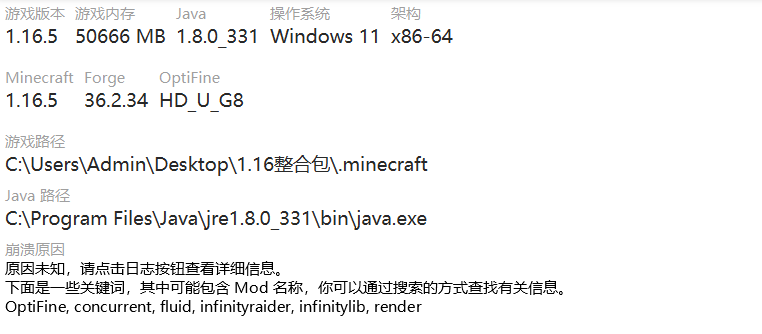 游戏版本 游戏内存 Java 操作系统 架构
1.16.5 50666 MB 1.8.0_331 Windows 11 x86-64
Minecraft Forge OptiFine
1.16.5 36.2.34 HD_U_G8
游戏路径
C:\Users\Admin\Desktop\1.16整合包\.minecraft
Java 路径
C:\Program Files\Java\jre1.8.0_331\bin\java.exe
崩溃原因
原因未知，请点击日志按钮查看详细信息。
下面是一些关键词，其中可能包含 Mod 名称，你可以通过搜索的方式查找有关信息。
OptiFine, concurrent, fluid, infinityraider, infinitylib, render